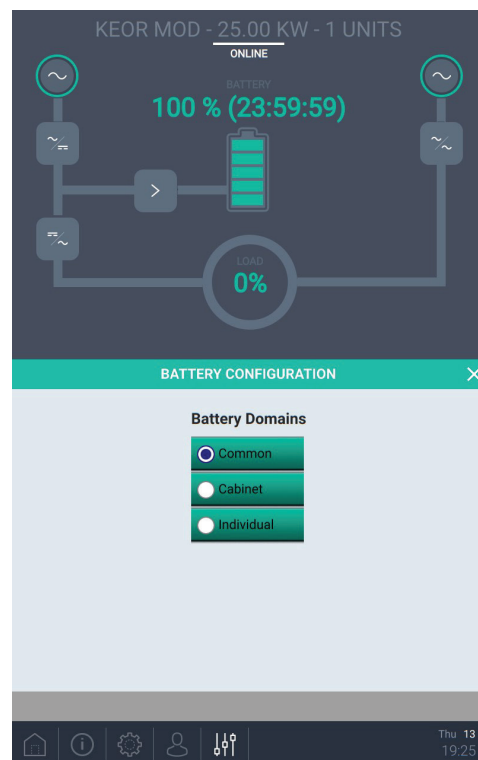 KEOR MOD - 25.00 KW - 1 UNITS
ONLINE
BATTERY
100 % (23:59:59)
LOAD
0%
BATTERY CONFIGURATION
Battery Domains
Common
Cabinet
Individual
Thu 13
19:25